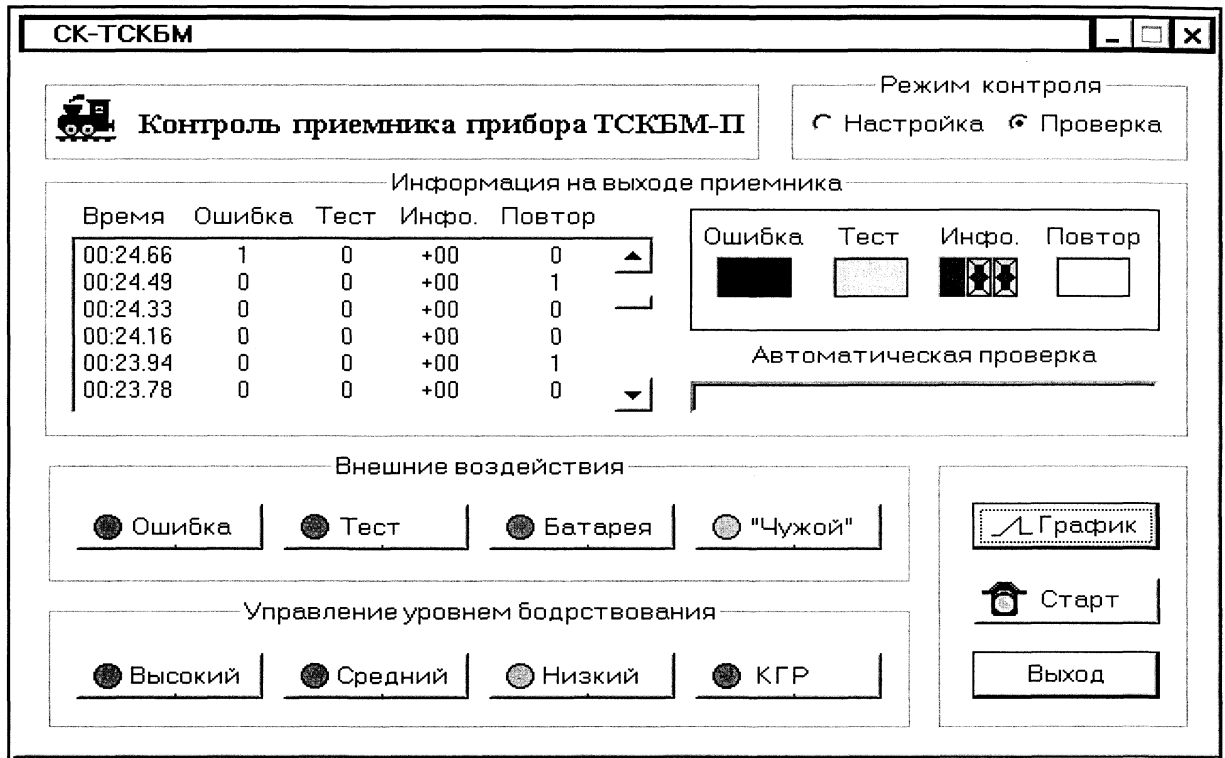 СК-ТСКБМ
Контроль приемника прибора ТСКБМ-П
Режим контроля
Настройка Проверка
Информация на выходе приемника
Время Ошибка Тест Инфо. Повтор
00:24.66 1 0 +00 0
00:24.49 0 0 +00 1
00:24.33 0 0 +00 0
00:24.16 0 0 +00 0
00:23.94 0 0 +00 1
00:23.78 0 0 +00 0
Ошибка Тест Инфо. Повтор
Автоматическая проверка
Внешние воздействия
Ошибка Тест Батарея "Чужой"
Управление уровнем бодрствования
Высокий Средний Низкий КГР
График
Старт
Выход